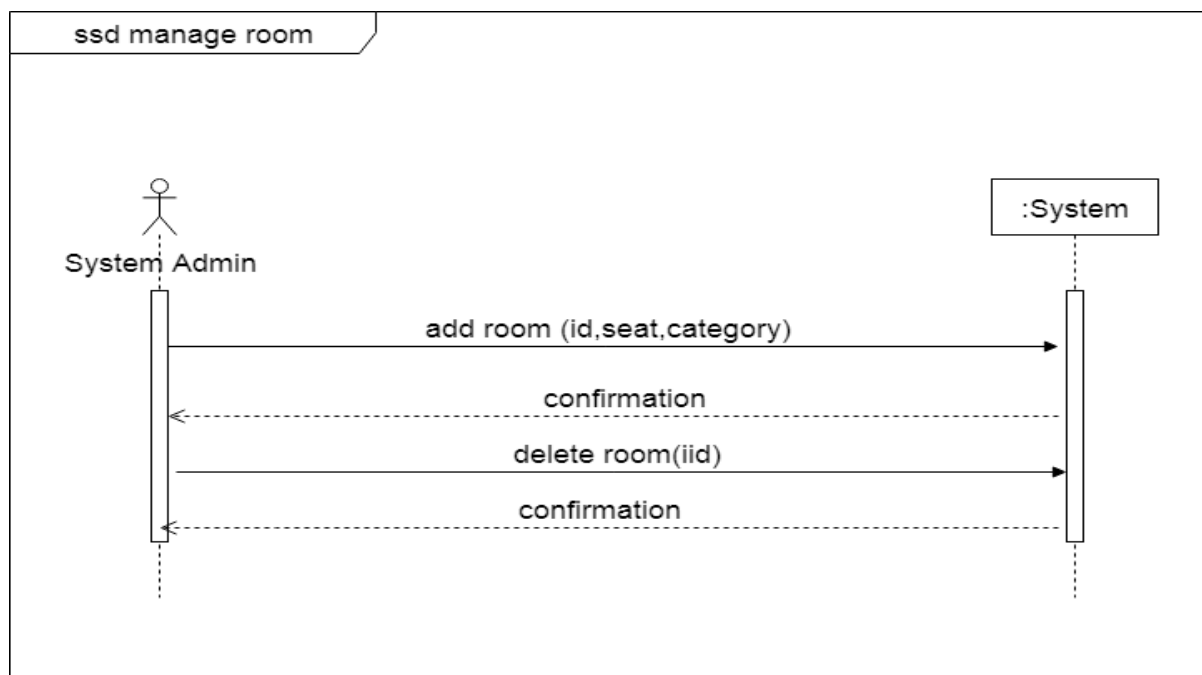 ssd manage room
:System
System Admin
add room (id,seat,category)
confirmation
delete room(iid)
confirmation